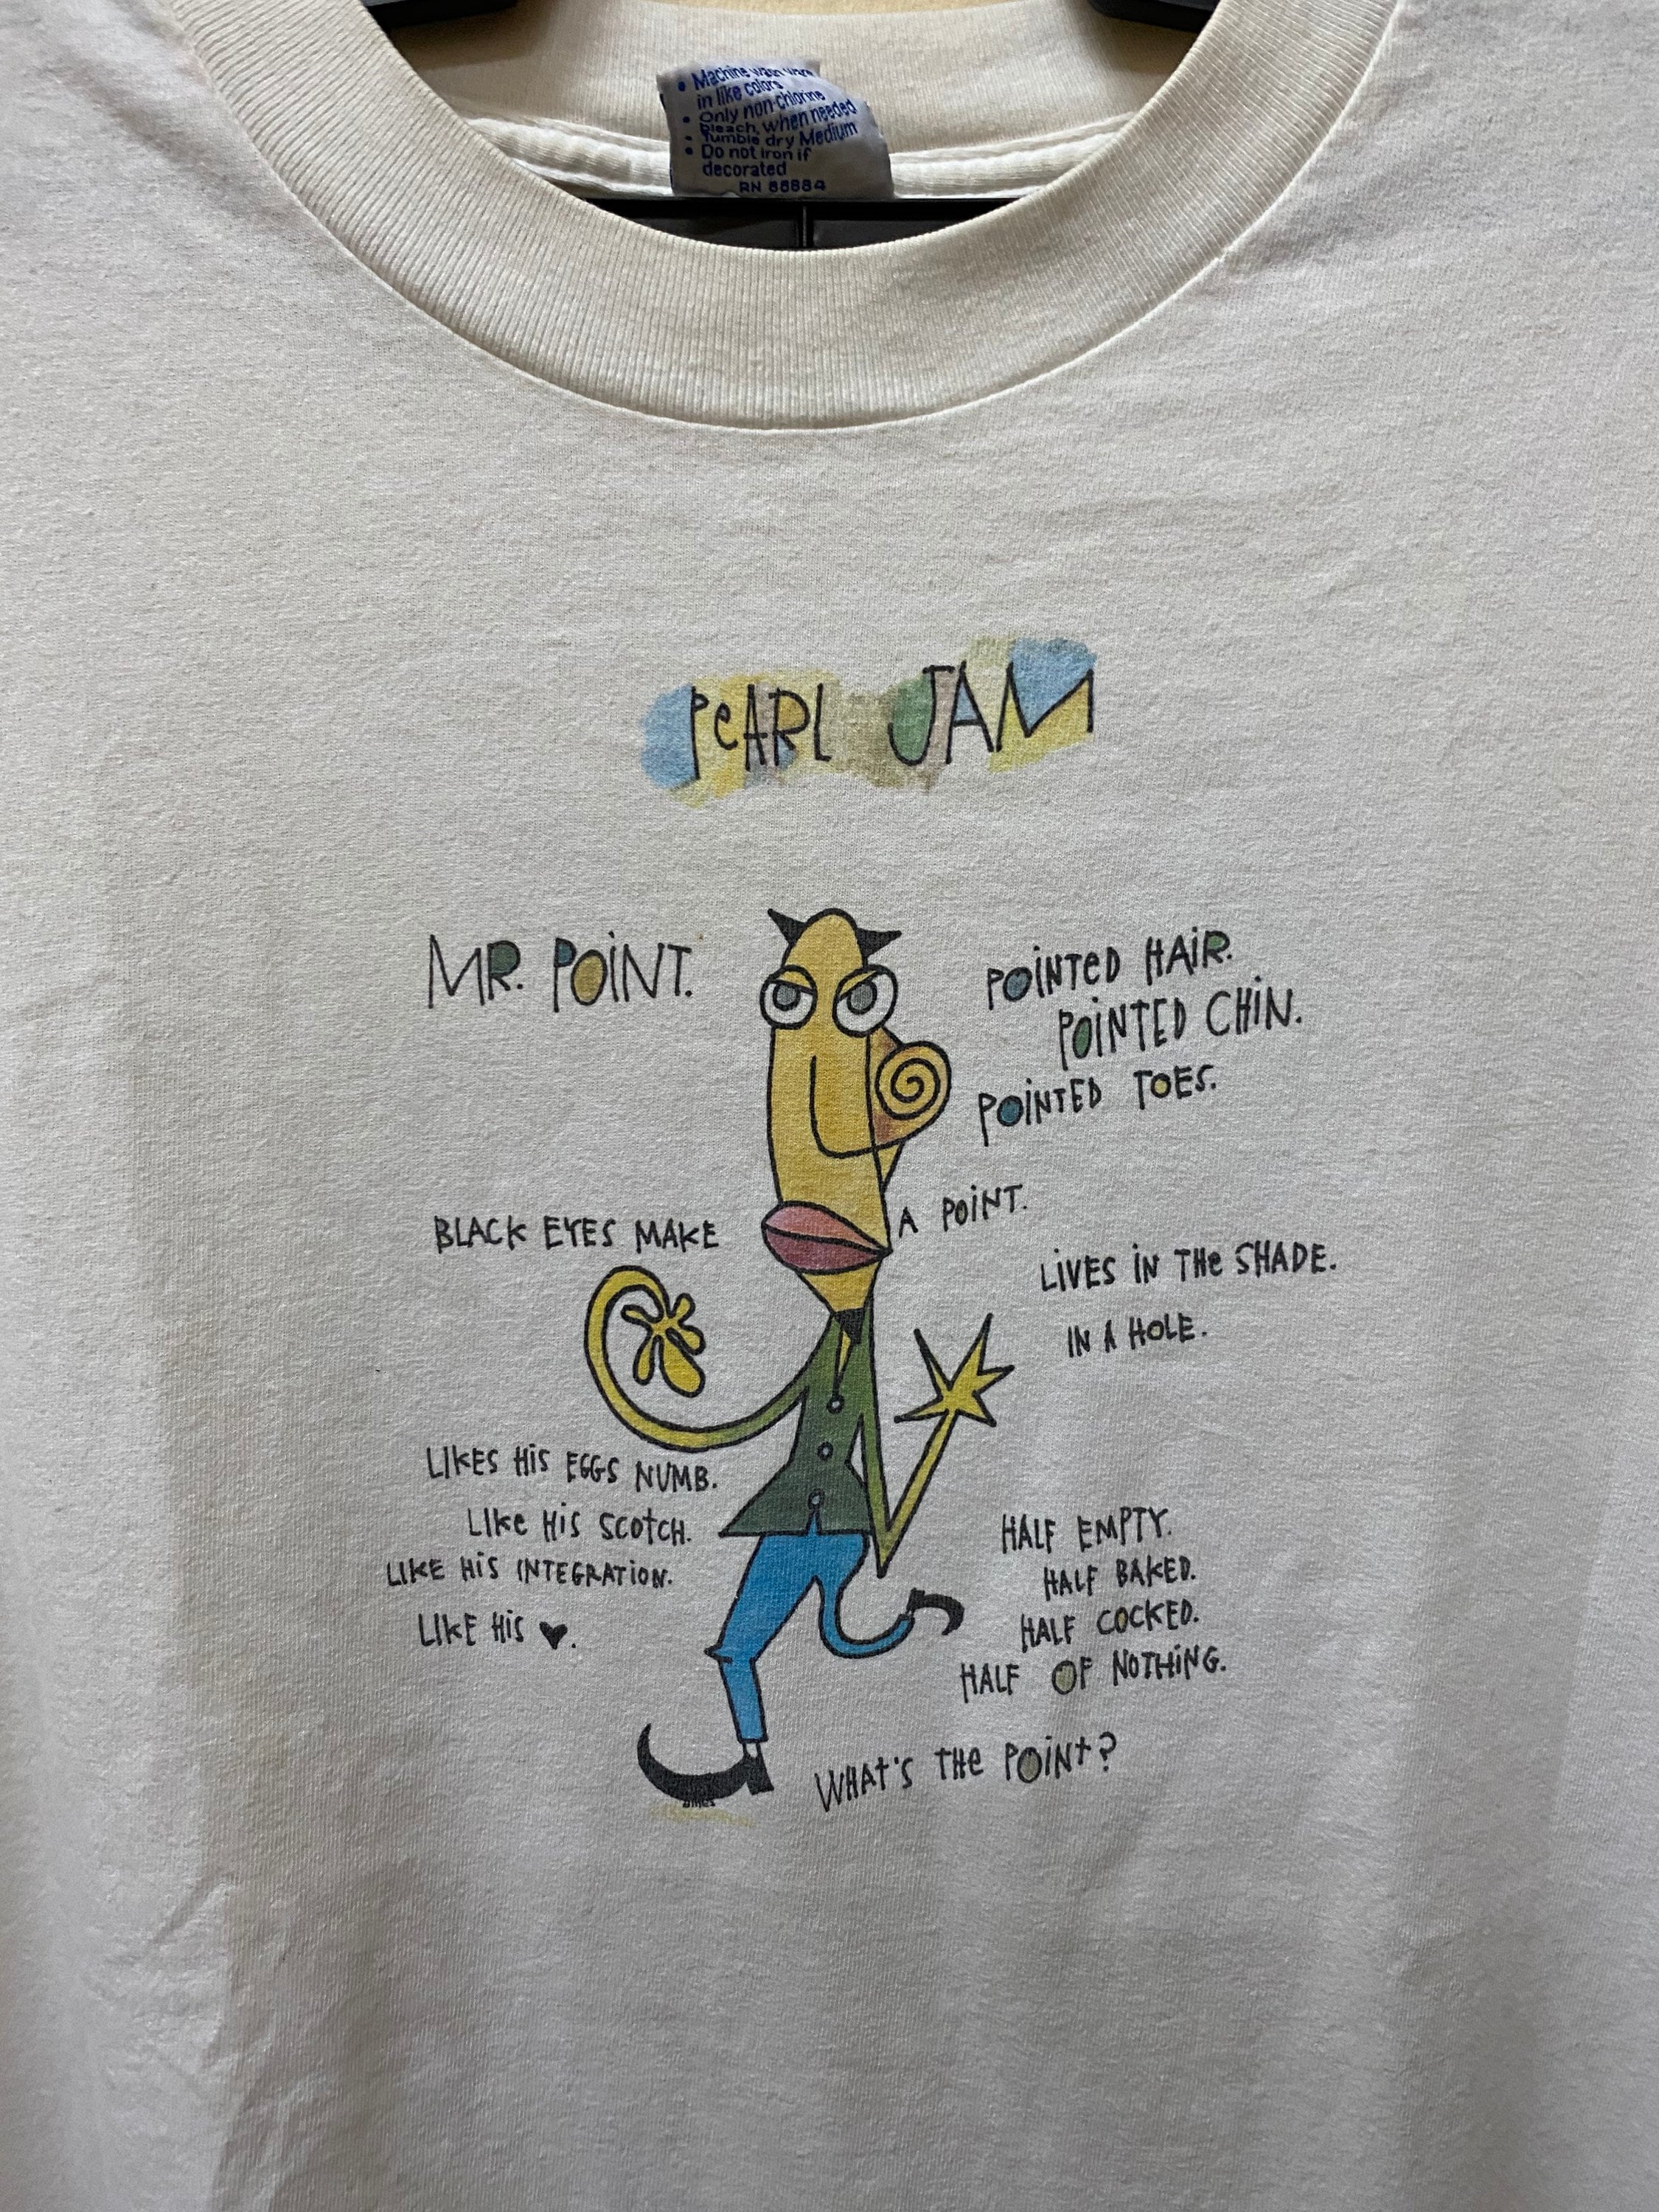 • Machine wash warm
in like colors
• Only non-chlorine
bleach, when needed
• Tumble dry Medium
• Do not iron if
decorated
RN
PeARL JAM
MR. POiNT.
POiNTeD HAiR.
POiNTED CHiN.
POiNTED TOES.
BLACK EYES MAKE
A POiNT.
LiVES iN THe SHADE.
IN A HOLE.
LIKES HiS EGGS NUMB.
LIKe HiS SCOtCH.
LIKE HiS INTEGRATiON.
LIKE HiS ♥.
HALF EMPTY.
HALF BAKED.
HALF COCKED.
HALF OF NOTHiNG.
WHAt'S THe POiNt?